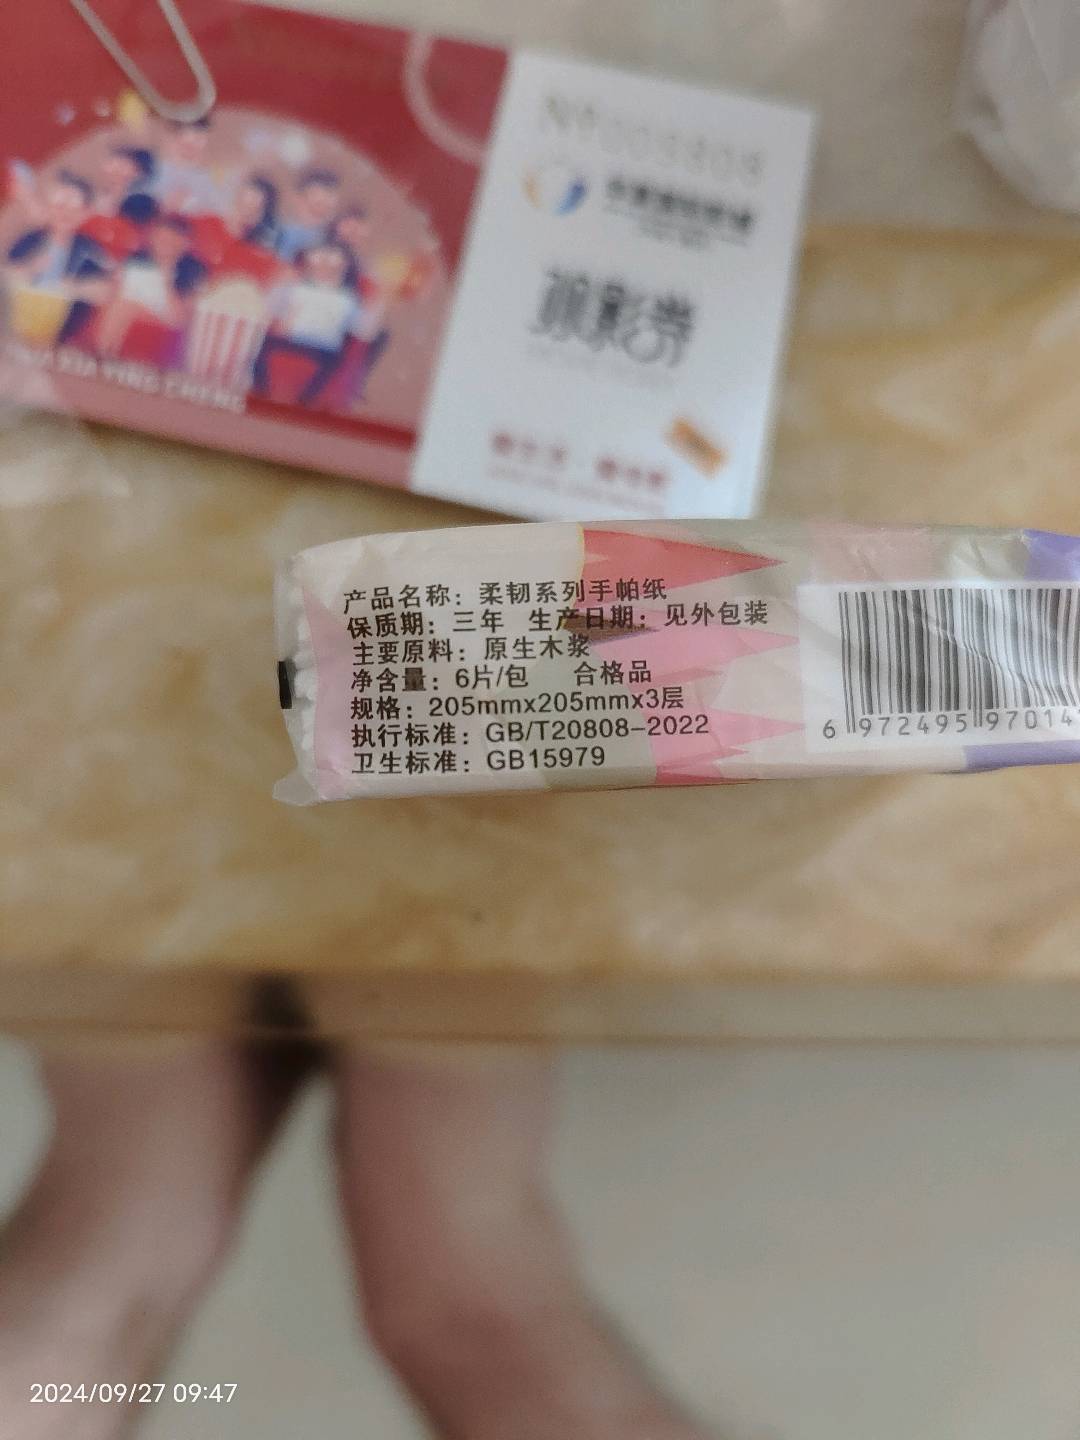 观影券
产品名称：柔韧系列手帕纸
保质期：三年 生产日期：见外包装
主要原料：原生木浆
净含量：6片/包 合格品
规格：205mmx205mmx3层
执行标准：GB/T20808-2022
卫生标准：GB15979
6 972495 97014
2024/09/27 09:47